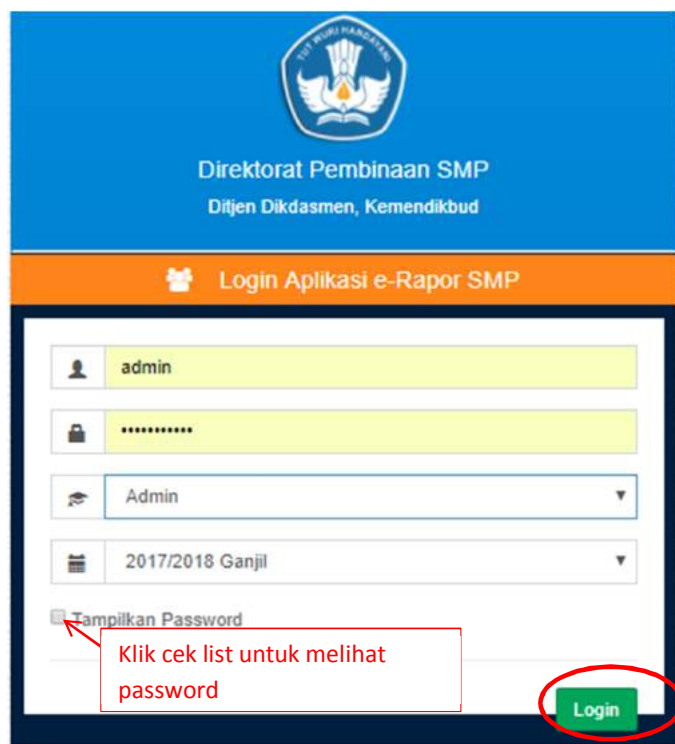 TUT WURI HANDAYANI
Direktorat Pembinaan SMP
Ditjen Dikdasmen, Kemendikbud
Login Aplikasi e-Rapor SMP
admin
•••••••••••
Admin
2017/2018 Ganjil
Tampilkan Password
Klik cek list untuk melihat
password
Login